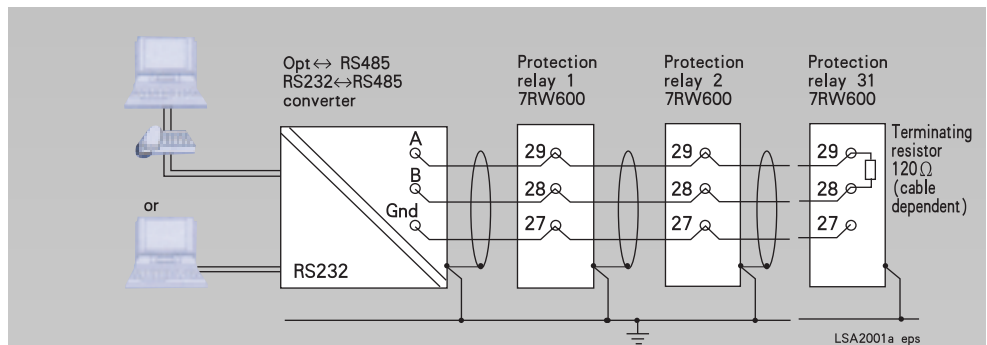 Opt↔ RS485
RS232↔RS485
converter
Protection
relay 1
7RW600
Protection
relay 2
7RW600
Protection
relay 31
7RW600
A
B
Gnd
RS232
or
29
28
27
29
28
27
29
28
27
Terminating
resistor
120Ω
(cable
dependent)
LSA2001a eps